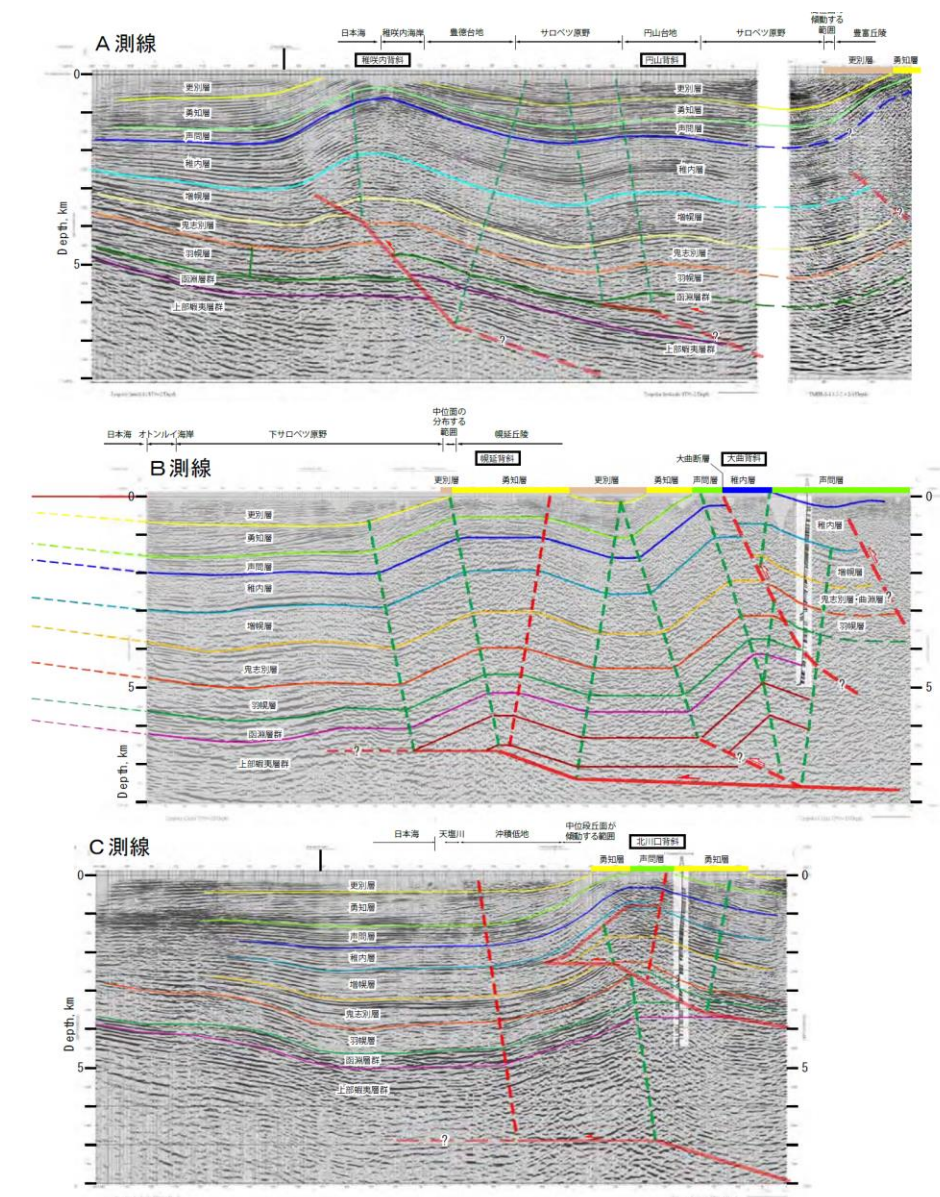 A 測線
日本海
稚咲内海岸
豊徳台地
サロベツ原野
円山台地
サロベツ原野
傾動する
範囲
豊富丘陵
稚咲内背斜
円山背斜
更別層
勇知層
0
更別層
勇知層
声問層
稚内層
増幌層
鬼志別層
羽幌層
函淵層群
上部蝦夷層群
勇知層
声問層
稚内層
増幌層
鬼志別層
羽幌層
函淵層群
上部蝦夷層群
Depth, km
5
?
?
?
?
日本海
オトンルイ海岸
下サロベツ原野
中位面の
分布する
範囲
幌延丘陵
B 測線
幌延背斜
大曲断層
大曲背斜
更別層
勇知層
更別層
勇知層
声問層
稚内層
声問層
0
0
更別層
勇知層
声問層
稚内層
増幌層
鬼志別層
羽幌層
函淵層群
上部蝦夷層群
稚内層
増幌層
鬼志別層・曲淵層
羽幌層
Depth, km
5
5
?
?
?
?
C 測線
日本海
天塩川
沖積低地
中位段丘面が
傾動する範囲
北川口背斜
勇知層
声問層
勇知層
0
0
更別層
勇知層
声問層
稚内層
増幌層
鬼志別層
羽幌層
函淵層群
上部蝦夷層群
Depth, km
5
5
?